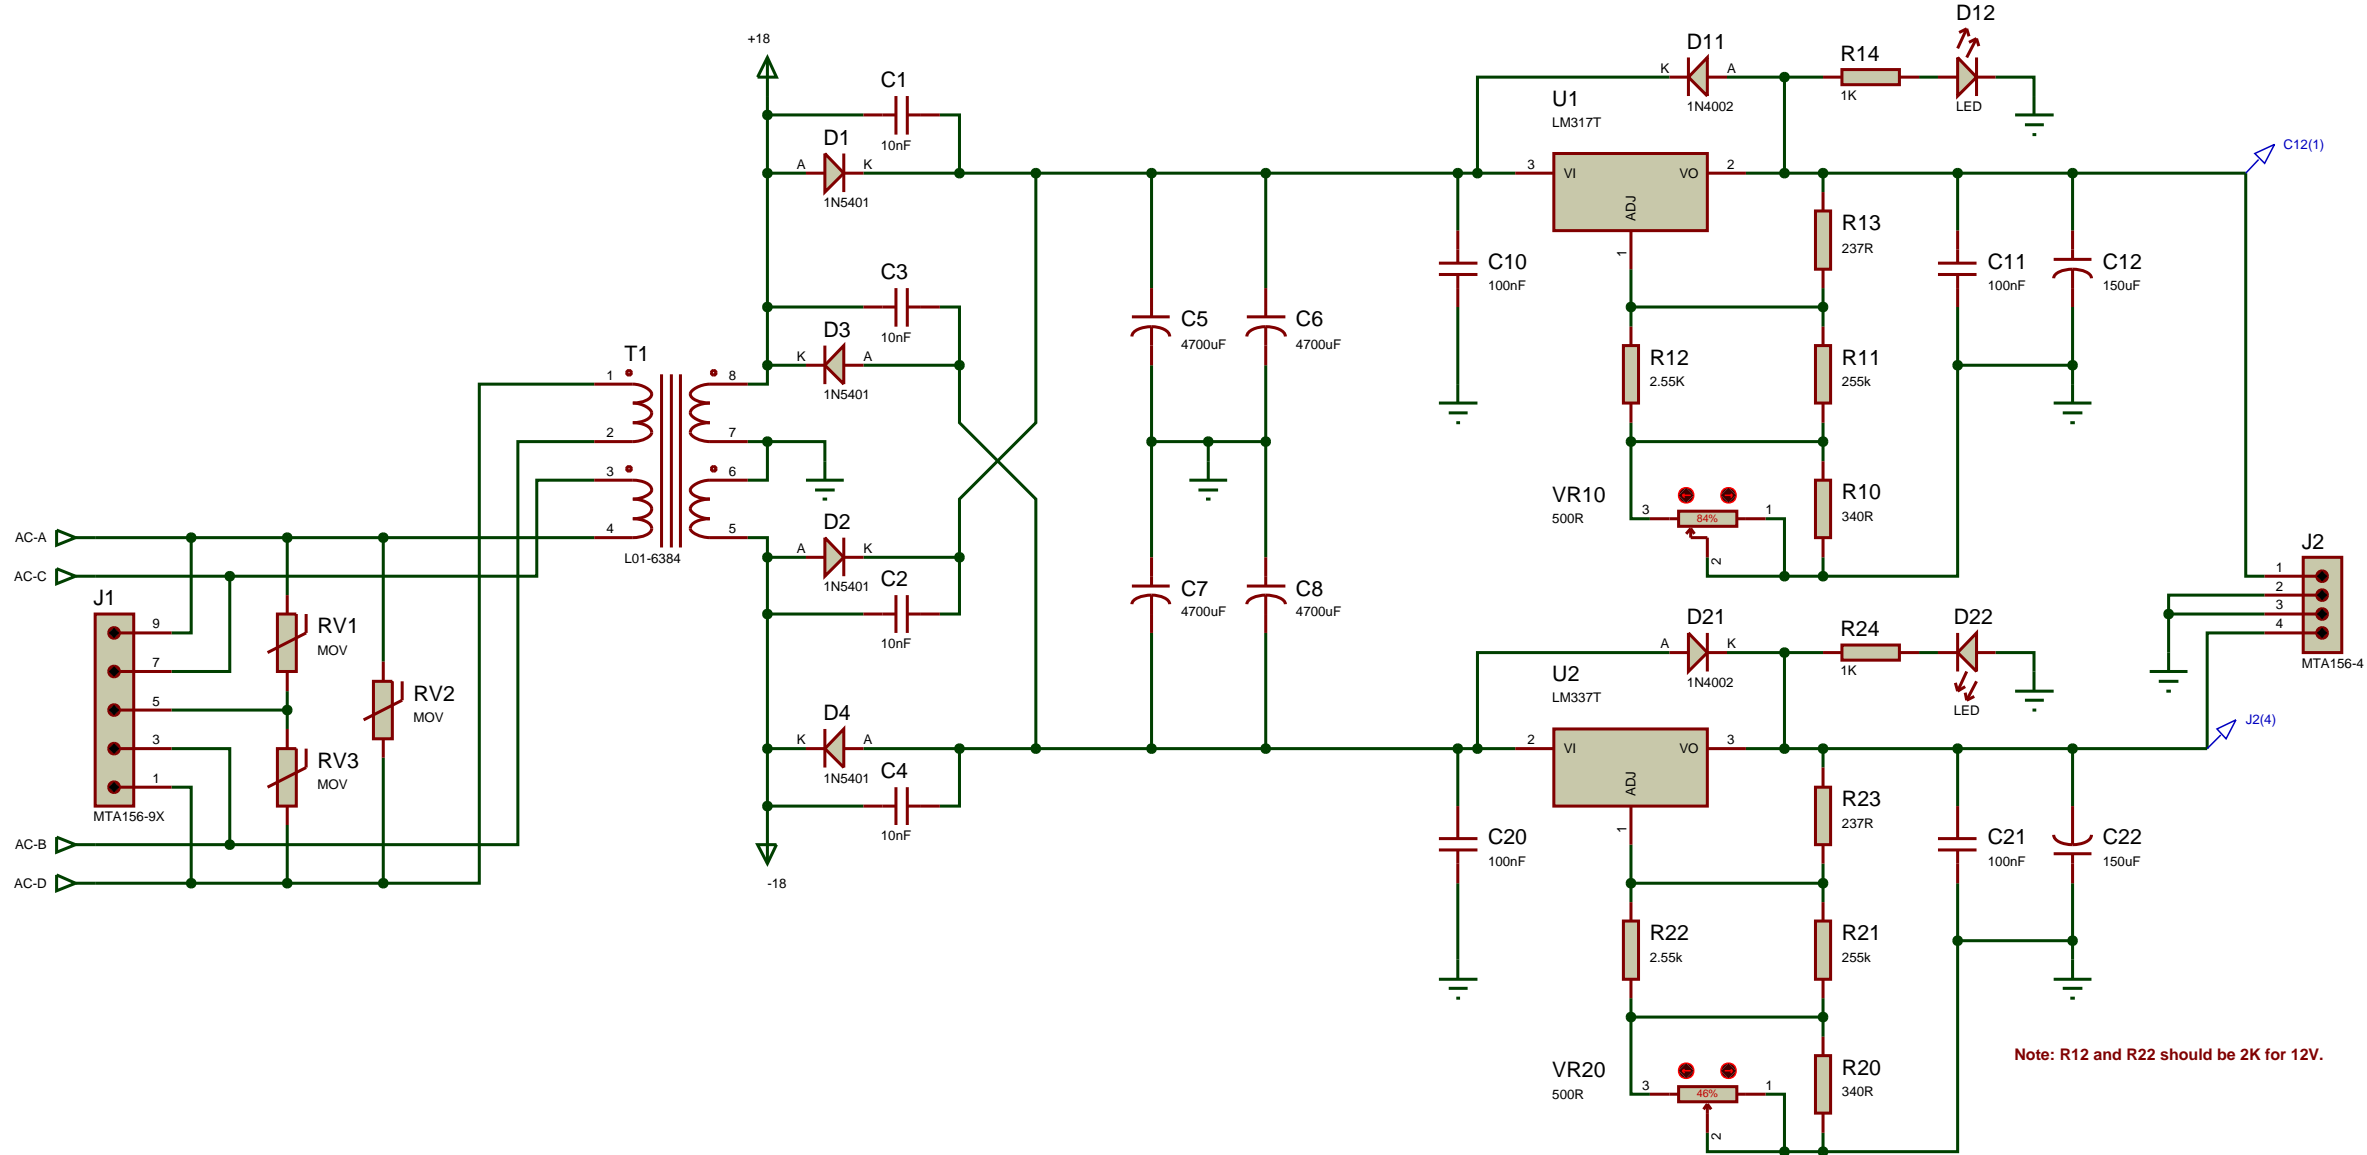 +18
C1
10nF
D1
A
K
1N5401
C3
10nF
D3
K
A
1N5401
T1
1
2
3
4
8
7
6
5
L01-6384
D2
A
K
1N5401
C2
10nF
D4
K
A
1N5401
C4
10nF
-18
AC-A
AC-C
J1
9
7
5
3
1
MTA156-9X
AC-B
AC-D
RV1
MOV
RV2
MOV
RV3
MOV
C5
4700uF
C6
4700uF
C7
4700uF
C8
4700uF
D11
K
A
1N4002
R14
1K
D12
LED
U1
LM317T
3
VI
VO
2
ADJ
1
C10
100nF
R13
237R
C11
100nF
C12
150uF
C12(1)
R12
2.55K
R11
255k
VR10
500R
3
84%
1
2
R10
340R
J2
1
2
3
4
MTA156-4
D21
A
K
1N4002
R24
1K
D22
LED
J2(4)
U2
LM337T
2
VI
VO
3
ADJ
1
C20
100nF
R23
237R
C21
100nF
C22
150uF
R22
2.55k
R21
255k
VR20
500R
3
46%
1
2
R20
340R
Note: R12 and R22 should be 2K for 12V.